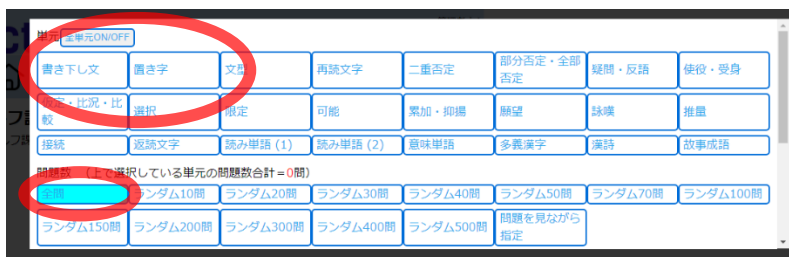 単元 全単元ON/OFF
書き下し文 置き字 文型 再読文字 二重否定 部分否定・全部否定 疑問・反語 使役・受身
仮定・比況・比較 選択 限定 可能 累加・抑揚 願望 詠嘆 推量
接続 返読文字 読み単語 (1) 読み単語 (2) 意味単語 多義漢字 漢詩 故事成語
問題数 (上で選択している単元の問題数合計=0問)
全問 ランダム10問 ランダム20問 ランダム30問 ランダム40問 ランダム50問 ランダム70問 ランダム100問
ランダム150問 ランダム200問 ランダム300問 ランダム400問 ランダム500問 問題を見ながら指定